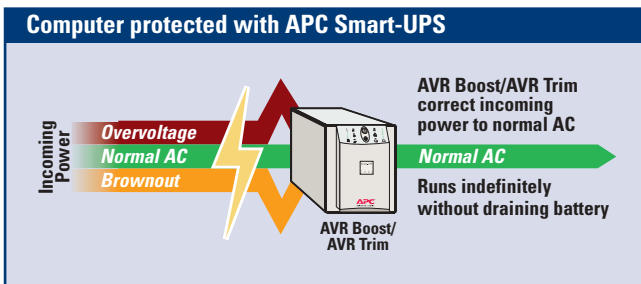 Computer protected with APC Smart-UPS
Incoming
Power
Overvoltage
Normal AC
Brownout
APC
AVR Boost/
AVR Trim
AVR Boost/AVR Trim
correct incoming
power to normal AC
Normal AC
Runs indefinitely
without draining battery